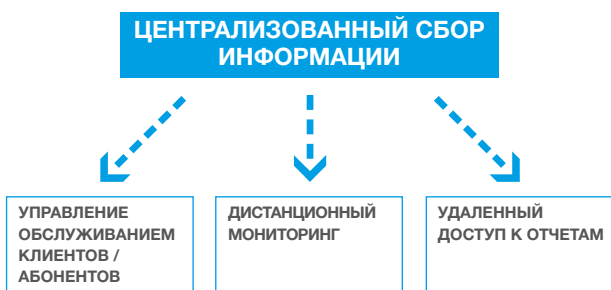 ЦЕНТРАЛИЗОВАННЫЙ СБОР
ИНФОРМАЦИИ
УПРАВЛЕНИЕ
ОБСЛУЖИВАНИЕМ
КЛИЕНТОВ /
АБОНЕНТОВ
ДИСТАНЦИОННЫЙ
МОНИТОРИНГ
УДАЛЕННЫЙ
ДОСТУП К ОТЧЕТАМ